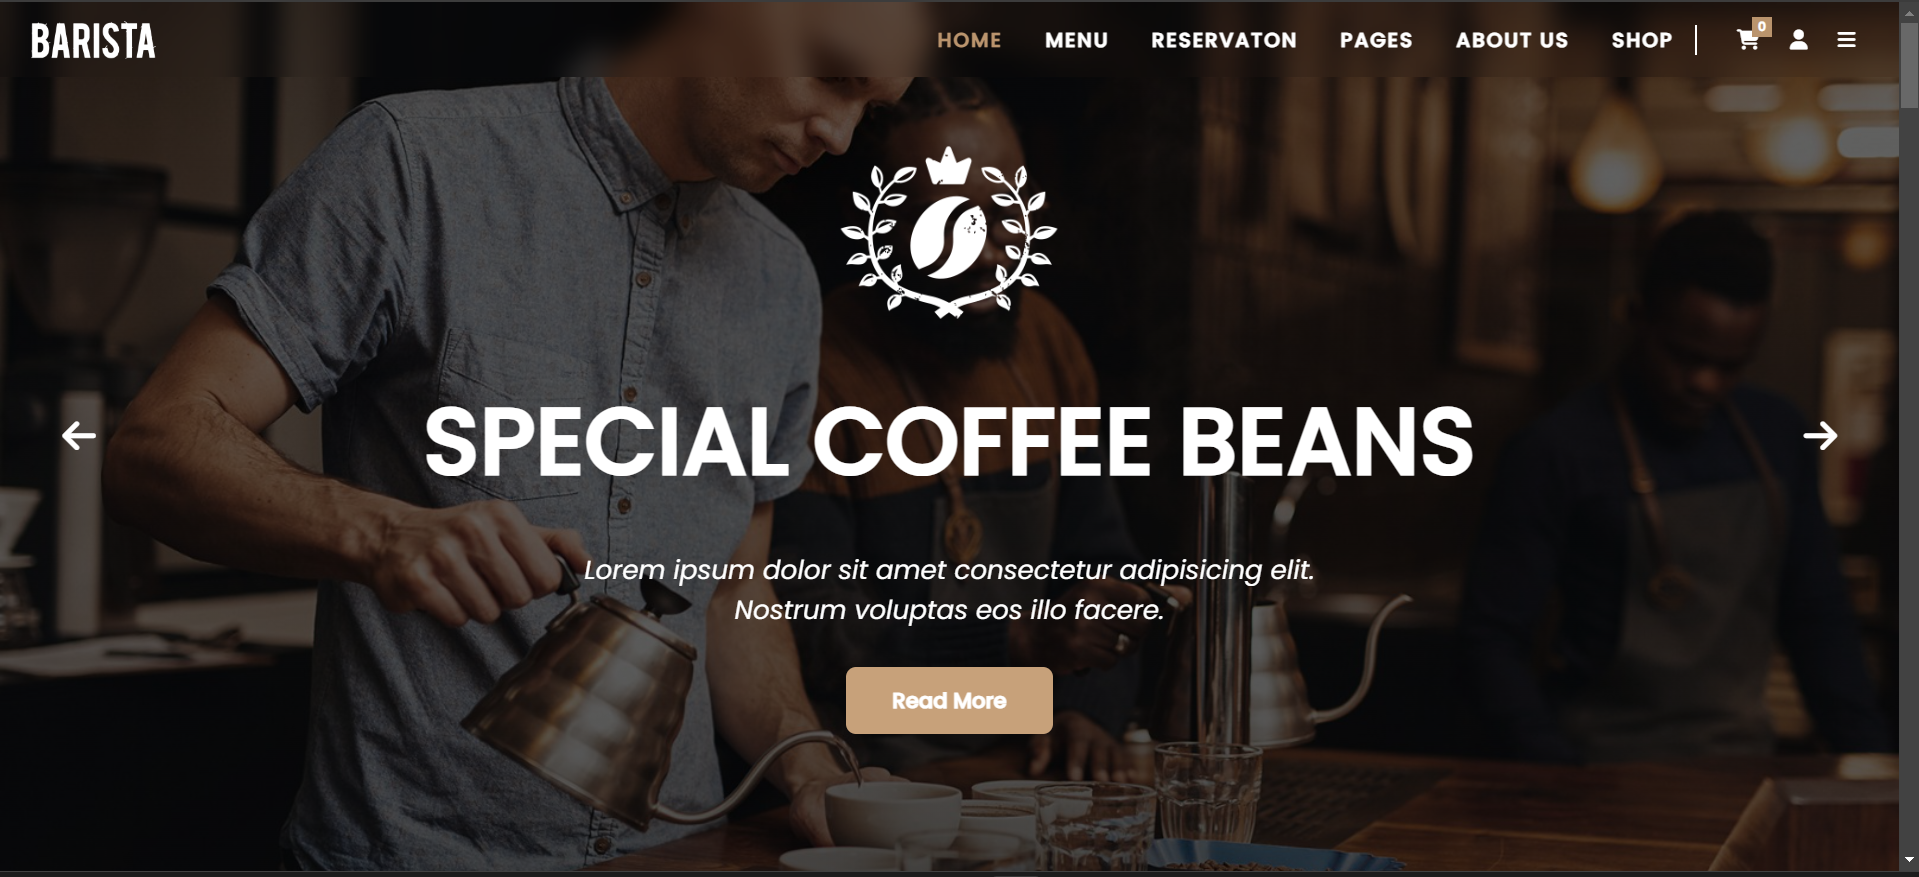 BARISTA
HOME MENU RESERVATON PAGES ABOUT US SHOP 0
SPECIAL COFFEE BEANS
Lorem ipsum dolor sit amet consectetur adipisicing elit.
Nostrum voluptas eos illo facere.
Read More